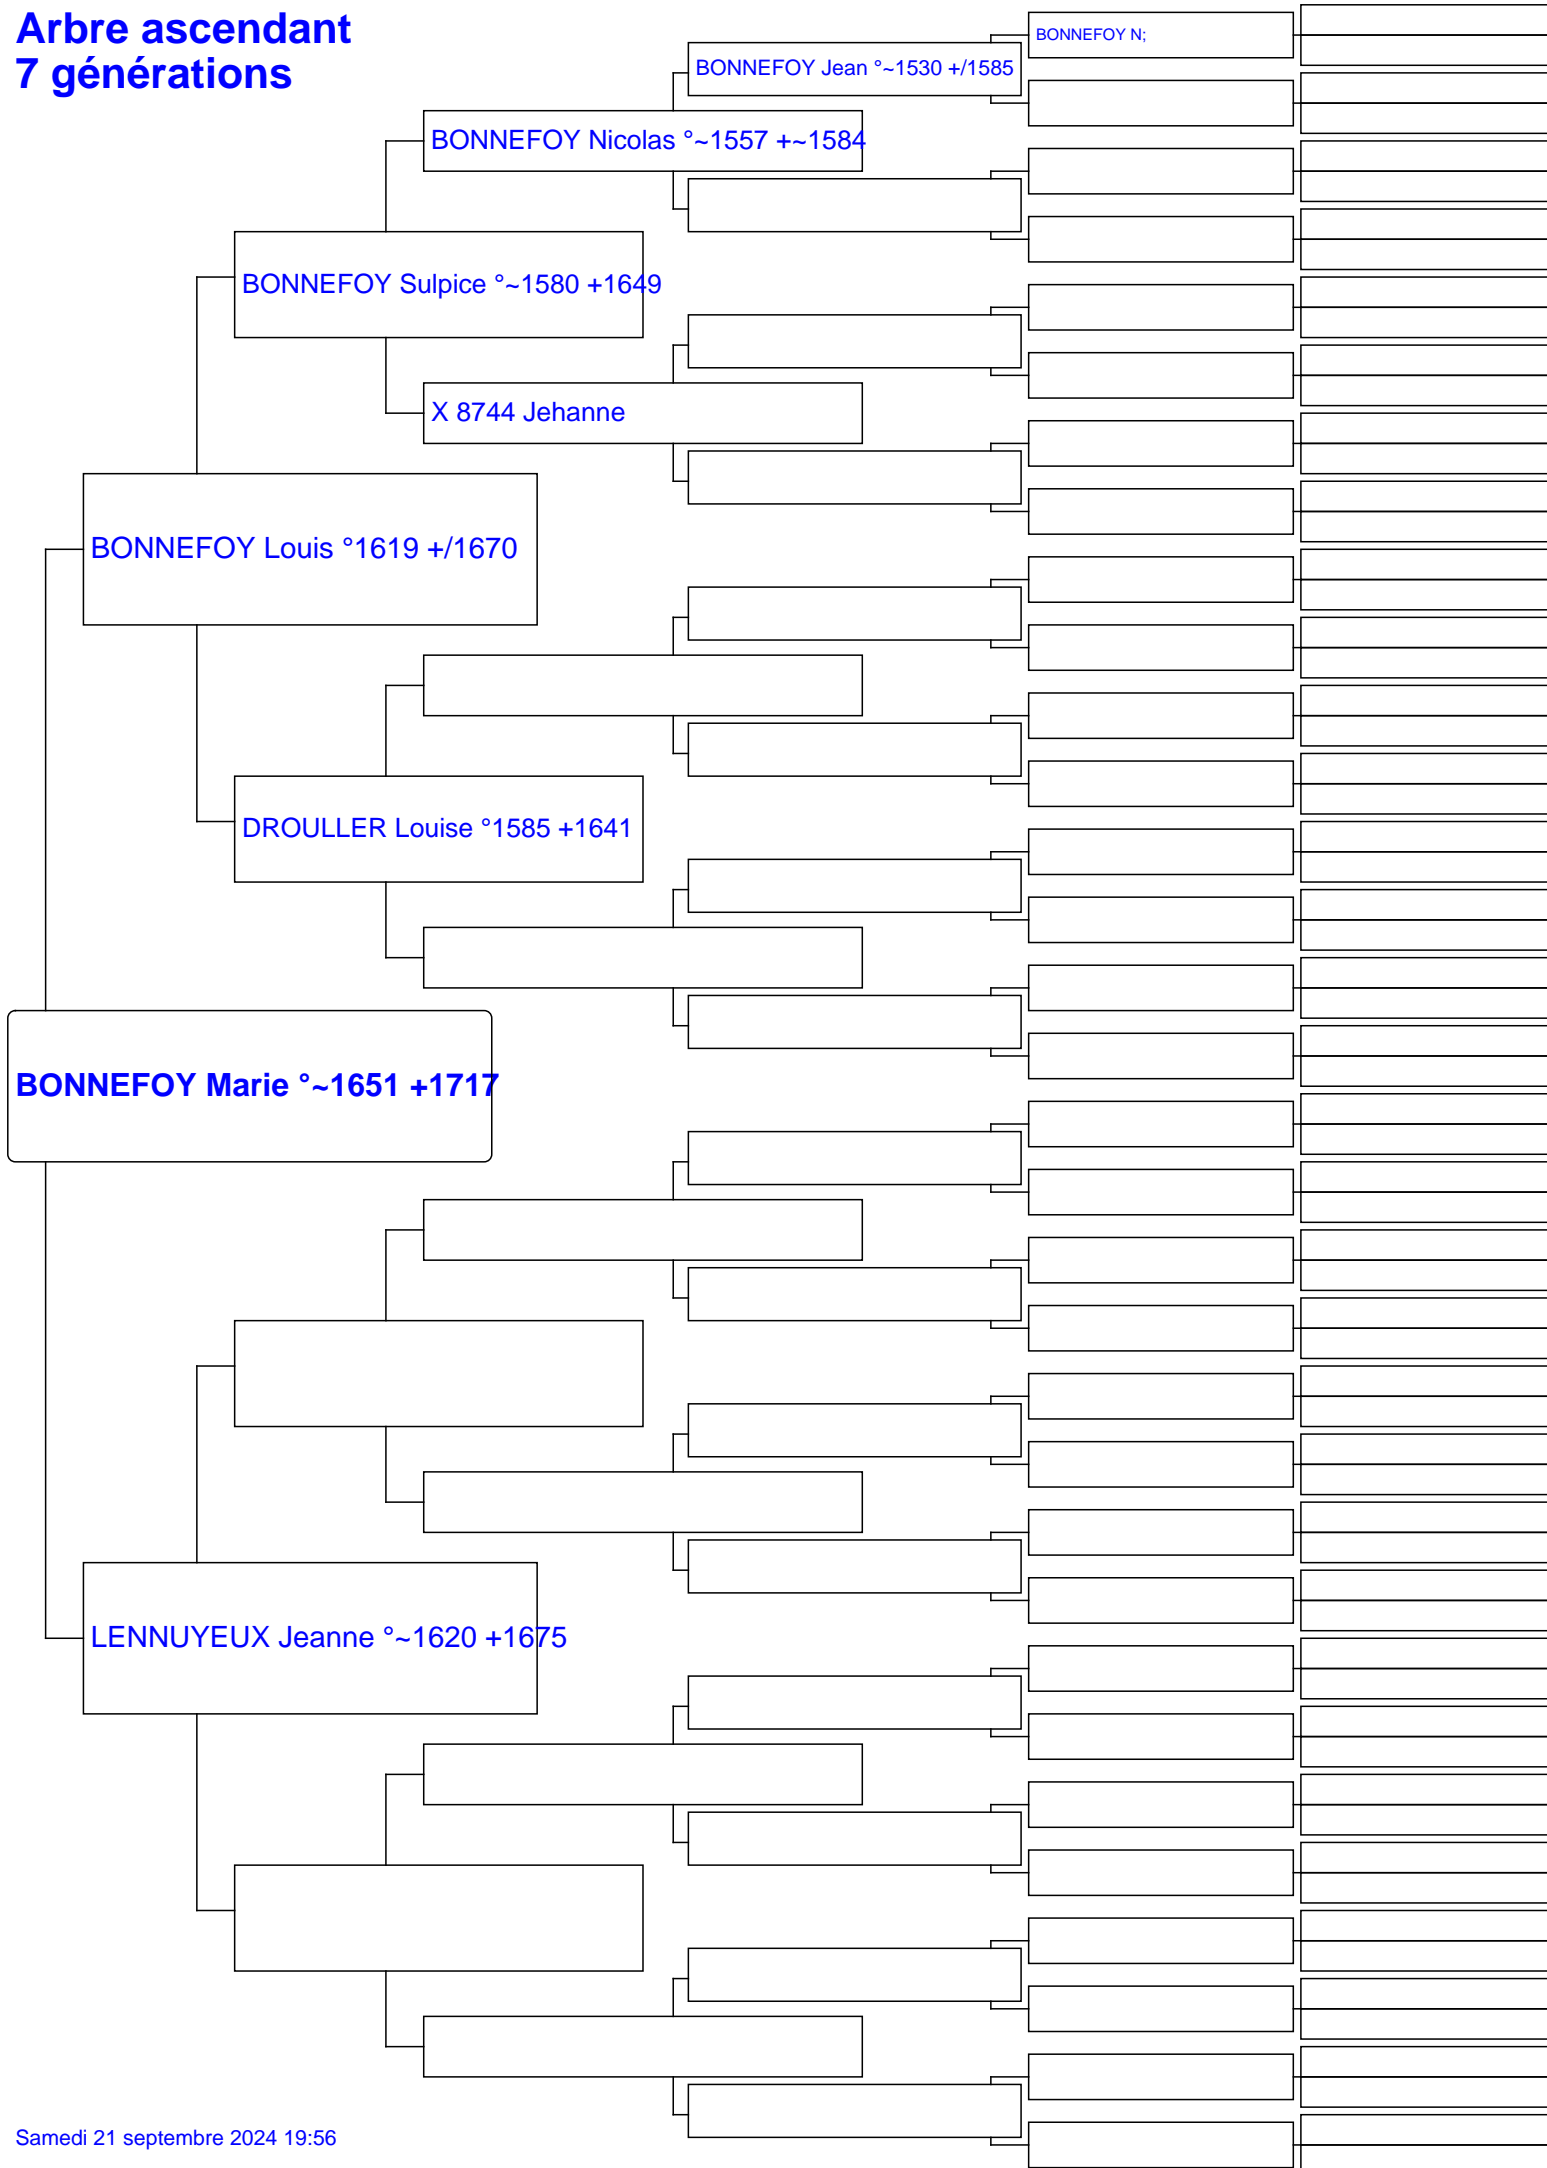 Arbre ascendant
7 générations
BONNEFOY N;
BONNEFOY Jean °~1530 +/1585
BONNEFOY Nicolas °~1557 +~1584
BONNEFOY Sulpice °~1580 +1649
X 8744 Jehanne
BONNEFOY Louis °1619 +/1670
DROULLER Louise °1585 +1641
BONNEFOY Marie °~1651 +1717
LENNUYEUX Jeanne °~1620 +1675
Samedi 21 septembre 2024 19:56